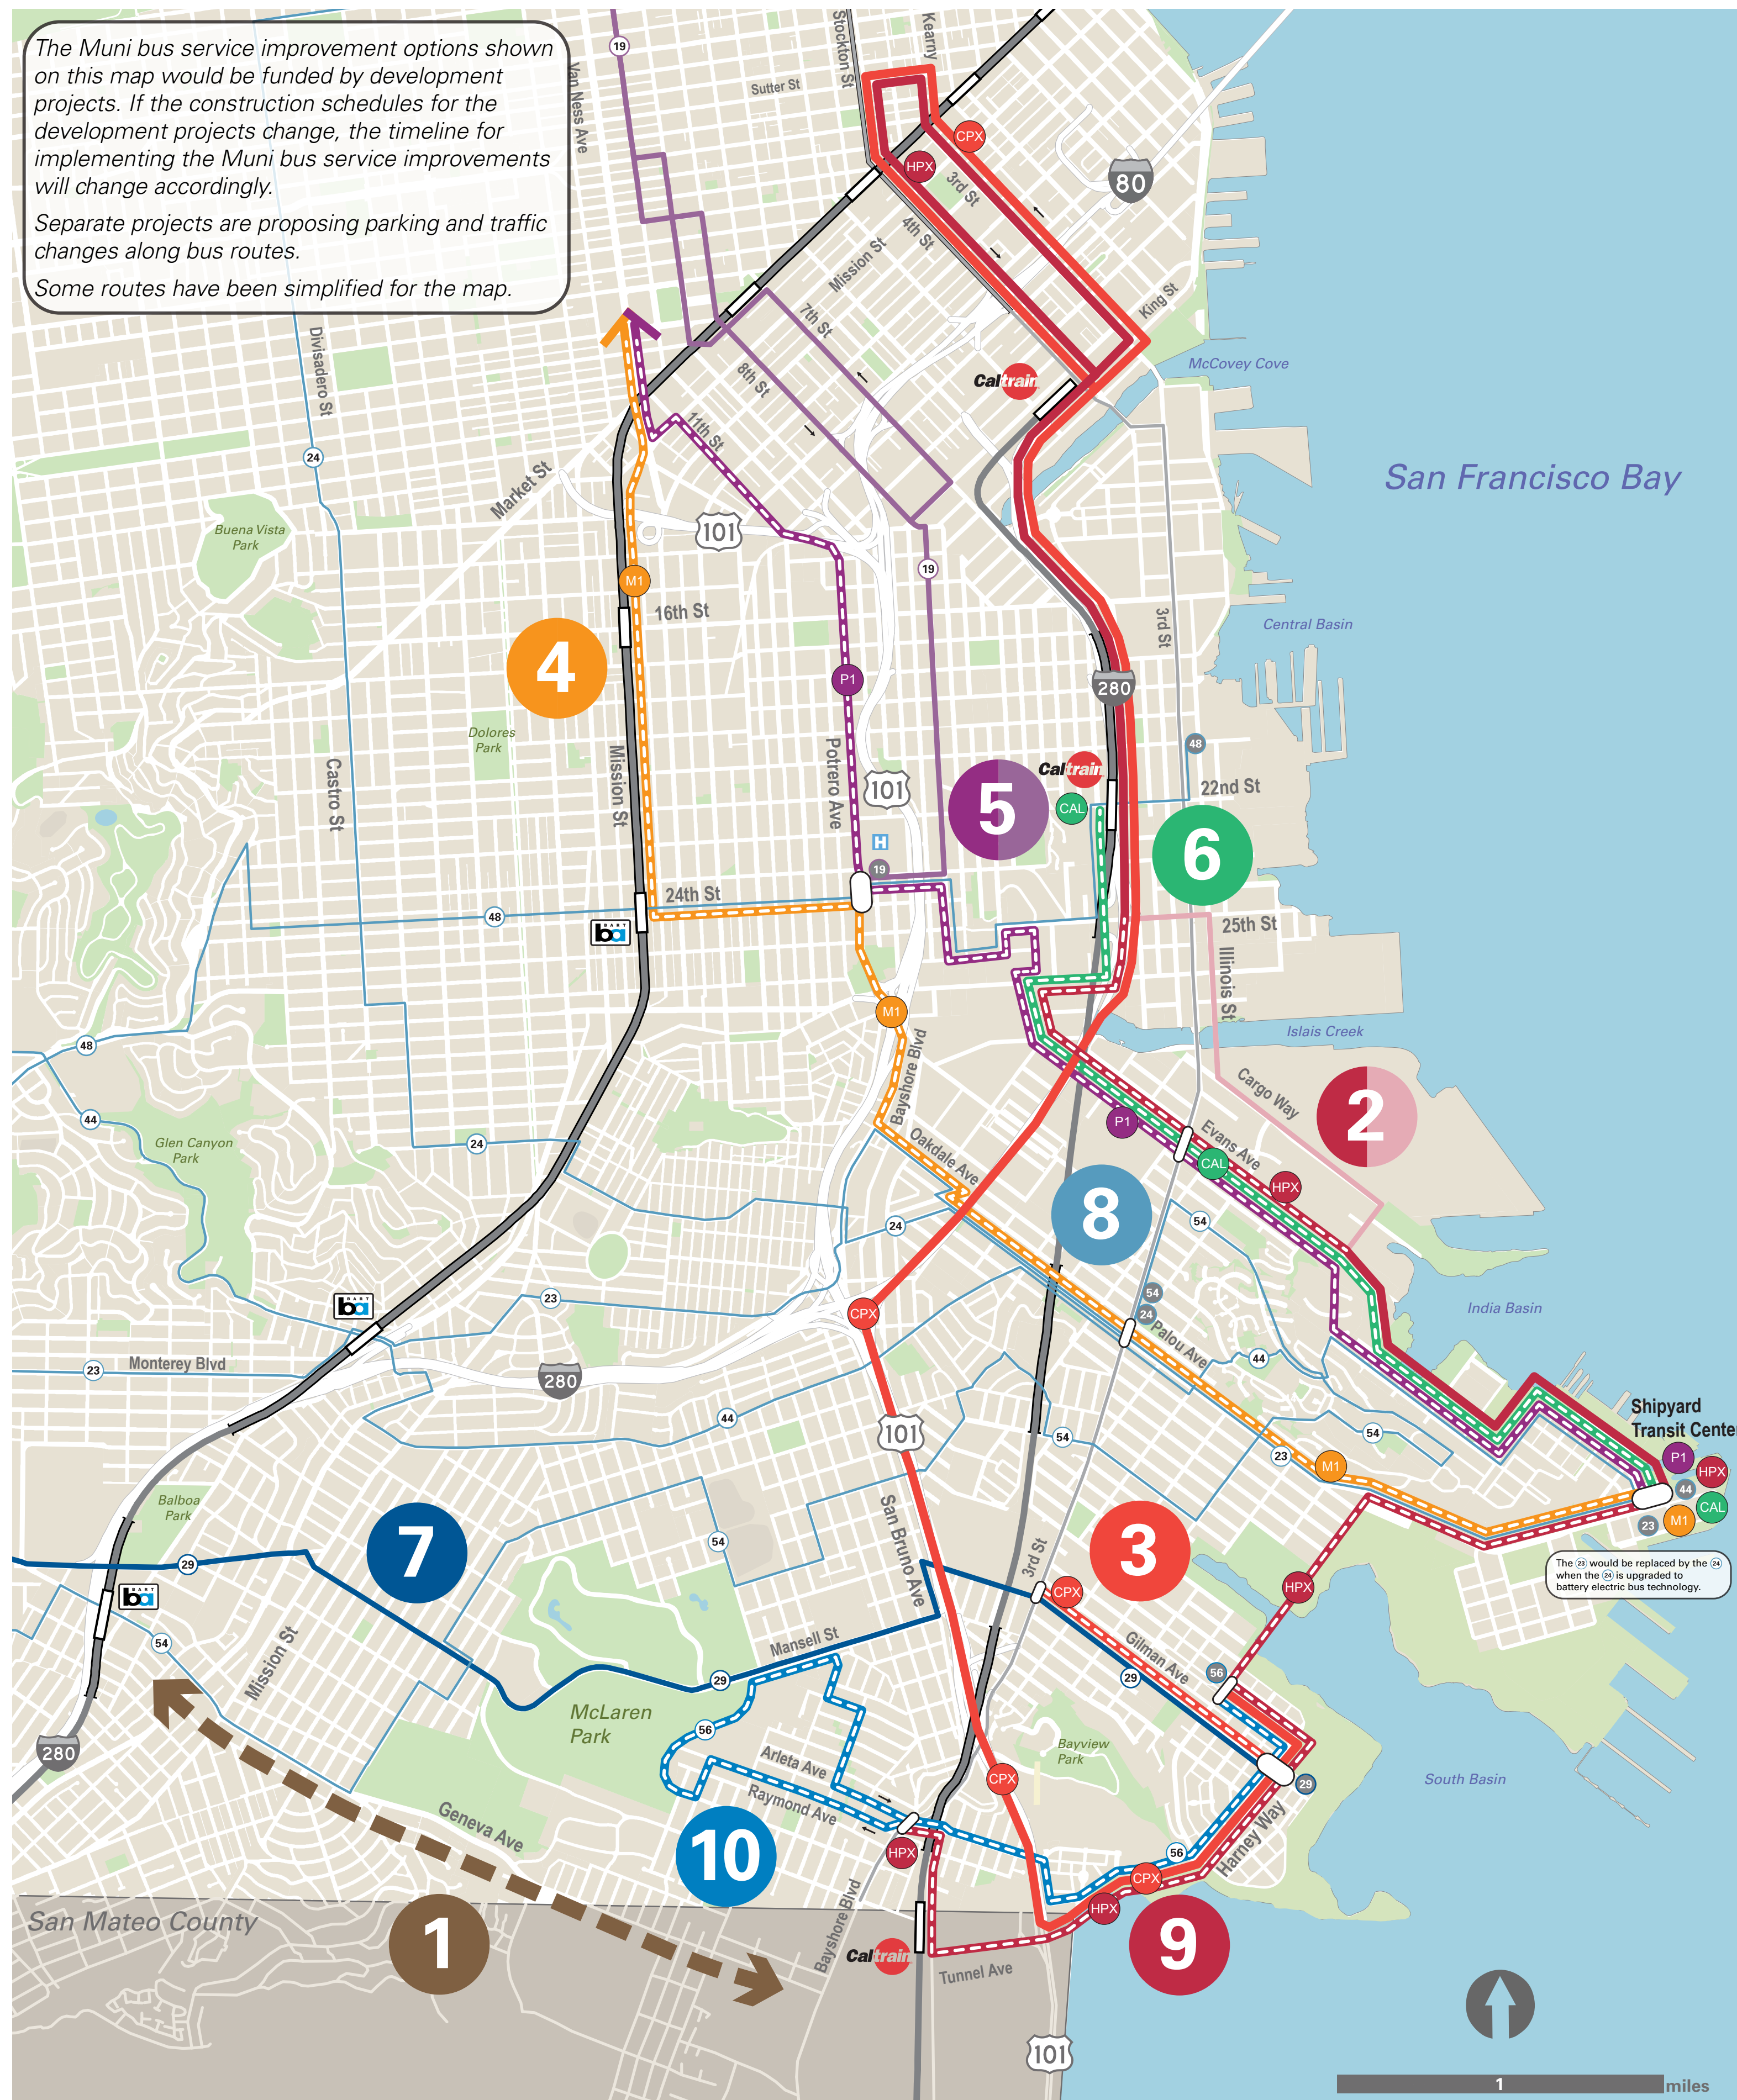 The Muni bus service improvement options shown
on this map would be funded by development
projects. If the construction schedules for the
development projects change, the timeline for
implementing the Muni bus service improvements
will change accordingly.
Separate projects are proposing parking and traffic
changes along bus routes.
Some routes have been simplified for the map.
19
Van Ness Ave
Sutter St
Stockton St
Kearny
CPX
HPX
80
3rd St
4th St
Mission St
King St
7th St
8th St
McCovey Cove
Caltrain
Divisadero St
11th St
24
Market St
San Francisco Bay
Buena Vista
Park
101
19
M1
16th St
3rd St
Central Basin
4
P1
280
Dolores
Park
Mission St
Potrero Ave
48
Castro St
101
Caltrain
22nd St
5
CAL
6
H
19
24th St
48
BART
ba
25th St
Illinois St
M1
Islais Creek
48
Bayshore Blvd
Cargo Way
2
44
P1
Evans Ave
Glen Canyon
Park
24
Oakdale Ave
CAL
HPX
8
24
54
23
BART
ba
CPX
54
24
India Basin
Palou Ave
44
Monterey Blvd
23
280
44
101
54
54
Shipyard
Transit Cente
23
M1
P1
HPX
44
CAL
M1
23
Balboa
Park
San Bruno Ave
7
54
3
3rd St
29
The 23 would be replaced by the 24
when the 24 is upgraded to
battery electric bus technology.
BART
ba
CPX
HPX
54
Mission St
Mansell St
Gilman Ave
29
29
56
McLaren
Park
56
280
Bayview
Park
Arleta Ave
CPX
29
South Basin
Raymond Ave
Geneva Ave
10
HPX
56
Harney Way
CPX
HPX
San Mateo County
1
Bayshore Blvd
9
Caltrain
Tunnel Ave
101
1
miles